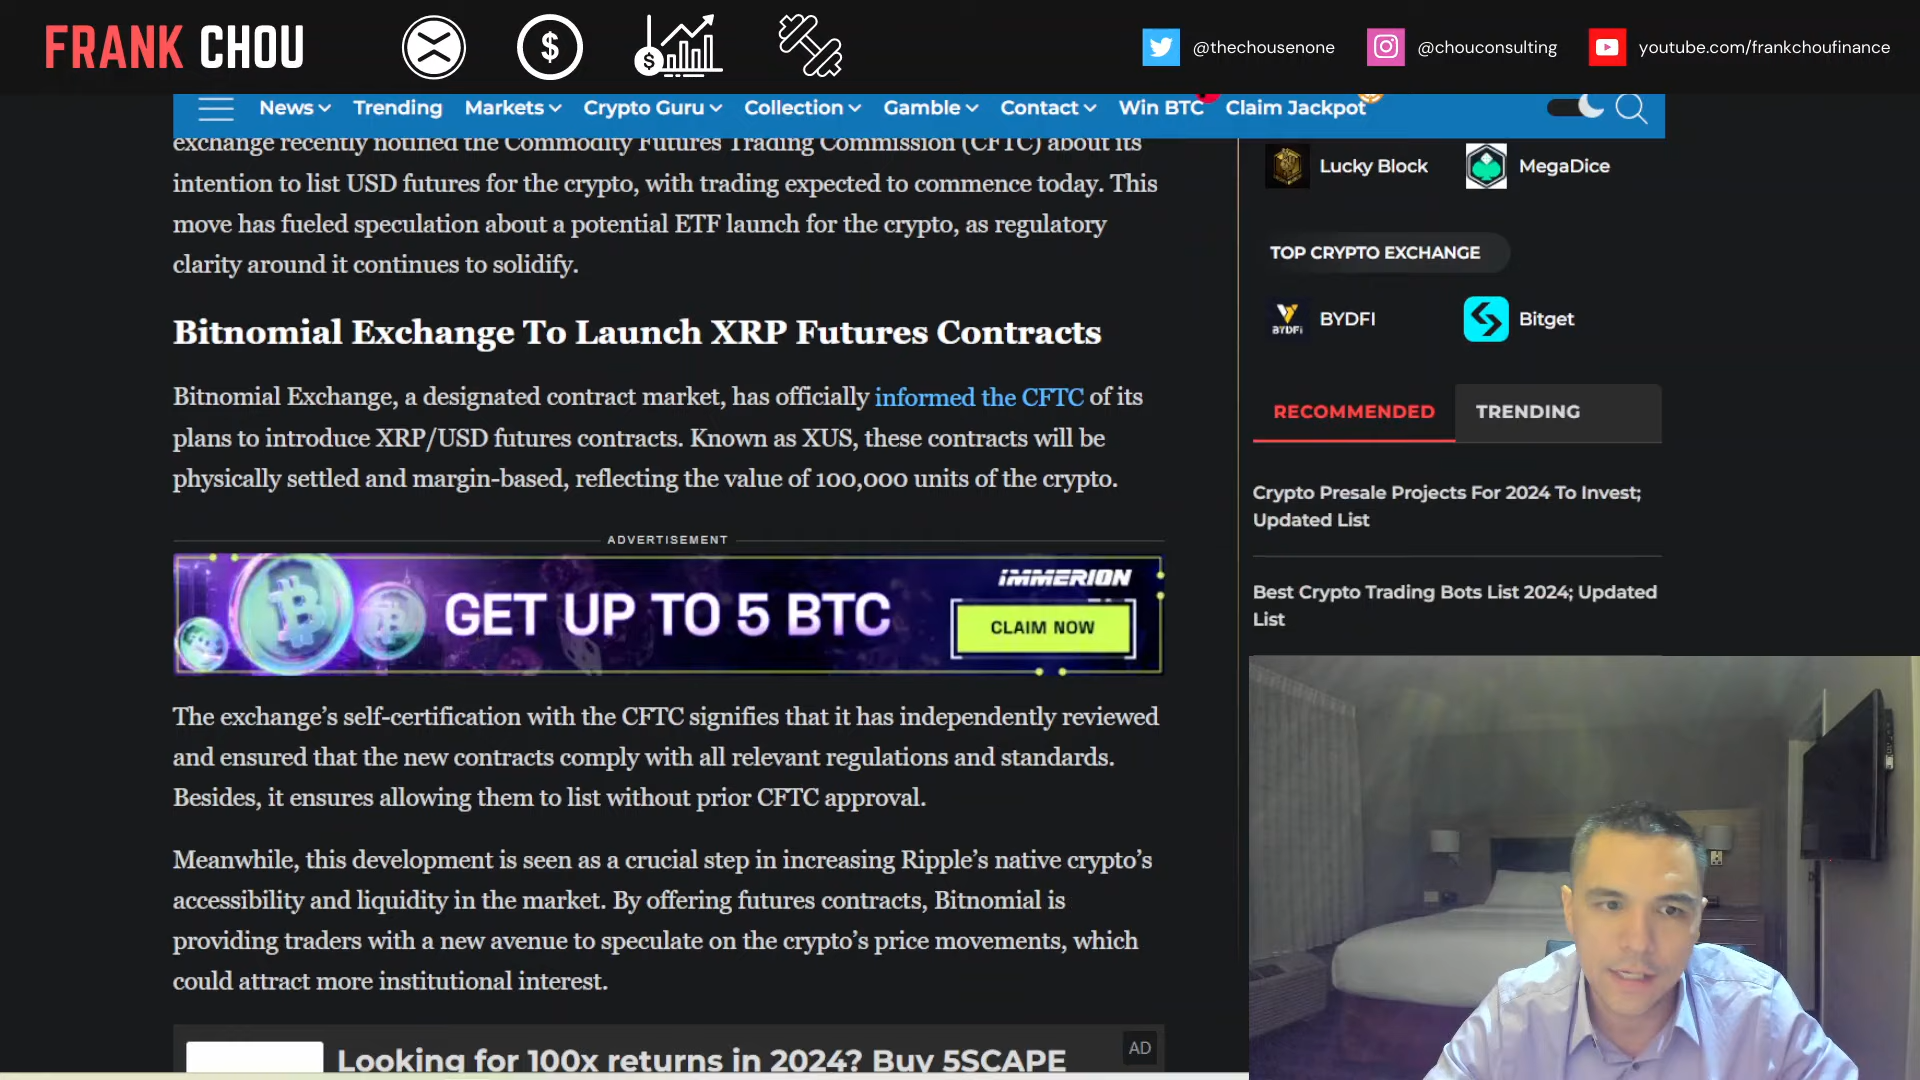 FRANK CHOU
@thechousenone
@chouconsulting
youtube.com/frankchoufinance
News Trending Markets Crypto Guru Collection Gamble Contact Win BTC Claim Jackpot
exchange recently notified the Commodity Futures Trading Commission (CFTC) about its
intention to list USD futures for the crypto, with trading expected to commence today. This
move has fueled speculation about a potential ETF launch for the crypto, as regulatory
clarity around it continues to solidify.
Bitnomial Exchange To Launch XRP Futures Contracts
Bitnomial Exchange, a designated contract market, has officially informed the CFTC of its
plans to introduce XRP/USD futures contracts. Known as XUS, these contracts will be
physically settled and margin-based, reflecting the value of 100,000 units of the crypto.
ADVERTISEMENT
GET UP TO 5 BTC
IMMERION
CLAIM NOW
The exchange’s self-certification with the CFTC signifies that it has independently reviewed
and ensured that the new contracts comply with all relevant regulations and standards.
Besides, it ensures allowing them to list without prior CFTC approval.
Meanwhile, this development is seen as a crucial step in increasing Ripple’s native crypto’s
accessibility and liquidity in the market. By offering futures contracts, Bitnomial is
providing traders with a new avenue to speculate on the crypto’s price movements, which
could attract more institutional interest.
Looking for 100x returns in 2024? Buy 5SCAPE
AD
Lucky Block
MegaDice
TOP CRYPTO EXCHANGE
BYDFi
BYDFI
Bitget
RECOMMENDED
TRENDING
Crypto Presale Projects For 2024 To Invest;
Updated List
Best Crypto Trading Bots List 2024; Updated
List